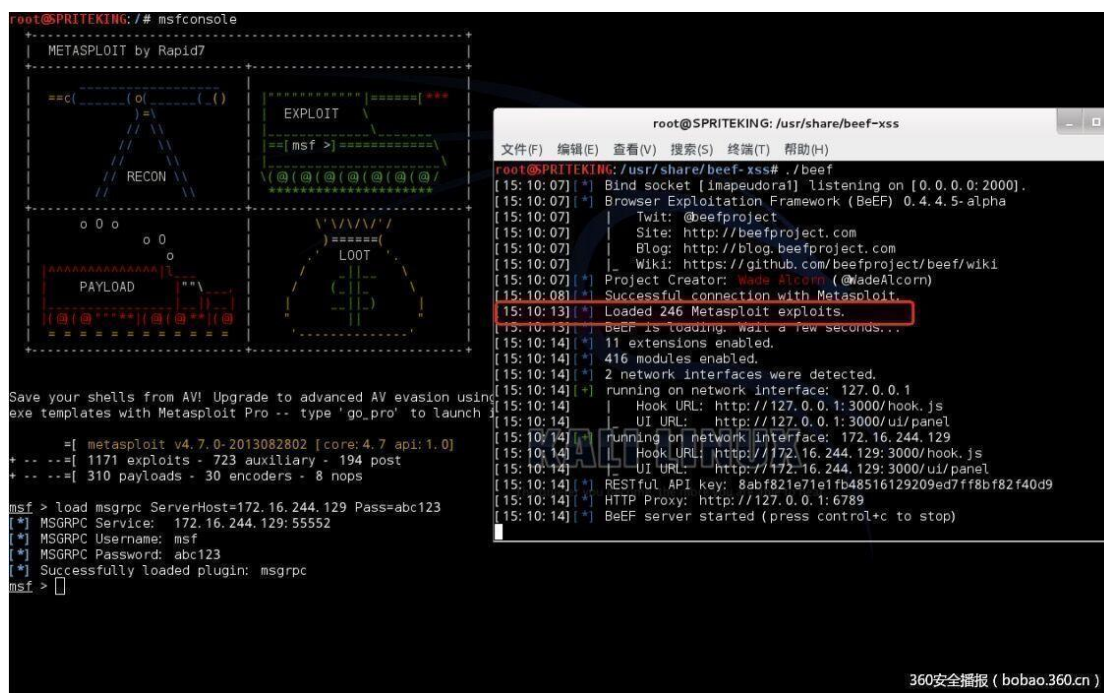 root@SPRITEKING:/# msfconsole
METASPLOIT by Rapid7
EXPLOIT
==[msf >]============\
RECON
LOOT
PAYLOAD
Save your shells from AV! Upgrade to advanced AV evasion using
exe templates with Metasploit Pro -- type 'go_pro' to launch i
=[ metasploit v4.7.0-2013082802 [core:4.7 api:1.0]
+ -- --=[ 1171 exploits - 723 auxiliary - 194 post
+ -- --=[ 310 payloads - 30 encoders - 8 nops
msf > load msgrpc ServerHost=172.16.244.129 Pass=abc123
[*] MSGRPC Service: 172.16.244.129:55552
[*] MSGRPC Username: msf
[*] MSGRPC Password: abc123
[*] Successfully loaded plugin: msgrpc
msf >
root@SPRITEKING: /usr/share/beef-xss
文件(F) 编辑(E) 查看(V) 搜索(S) 终端(T) 帮助(H)
root@SPRITEKING:/usr/share/beef-xss# ./beef
[15:10:07][*] Bind socket [imapeudora1] listening on [0.0.0.0:2000].
[15:10:07][*] Browser Exploitation Framework (BeEF) 0.4.4.5-alpha
[15:10:07] | Twit: @beefproject
[15:10:07] | Site: http://beefproject.com
[15:10:07] | Blog: http://blog.beefproject.com
[15:10:07] |_ Wiki: https://github.com/beefproject/beef/wiki
[15:10:07][*] Project Creator: Wade Alcorn (@WadeAlcorn)
[15:10:08][*] Successful connection with Metasploit.
[15:10:13][*] Loaded 246 Metasploit exploits.
[15:10:13][*] BeEF is loading. Wait a few seconds...
[15:10:14][*] 11 extensions enabled.
[15:10:14][*] 416 modules enabled.
[15:10:14][*] 2 network interfaces were detected.
[15:10:14][+] running on network interface: 127.0.0.1
[15:10:14] | Hook URL: http://127.0.0.1:3000/hook.js
[15:10:14] |_ UI URL: http://127.0.0.1:3000/ui/panel
[15:10:14][+] running on network interface: 172.16.244.129
[15:10:14] | Hook URL: http://172.16.244.129:3000/hook.js
[15:10:14] |_ UI URL: http://172.16.244.129:3000/ui/panel
[15:10:14][*] RESTful API key: 8abf821e71e1fb48516129209ed7ff8bf82f40d9
[15:10:14][*] HTTP Proxy: http://127.0.0.1:6789
[15:10:14][*] BeEF server started (press control+c to stop)
KALI LINUX
360安全播报(bobao.360.cn)